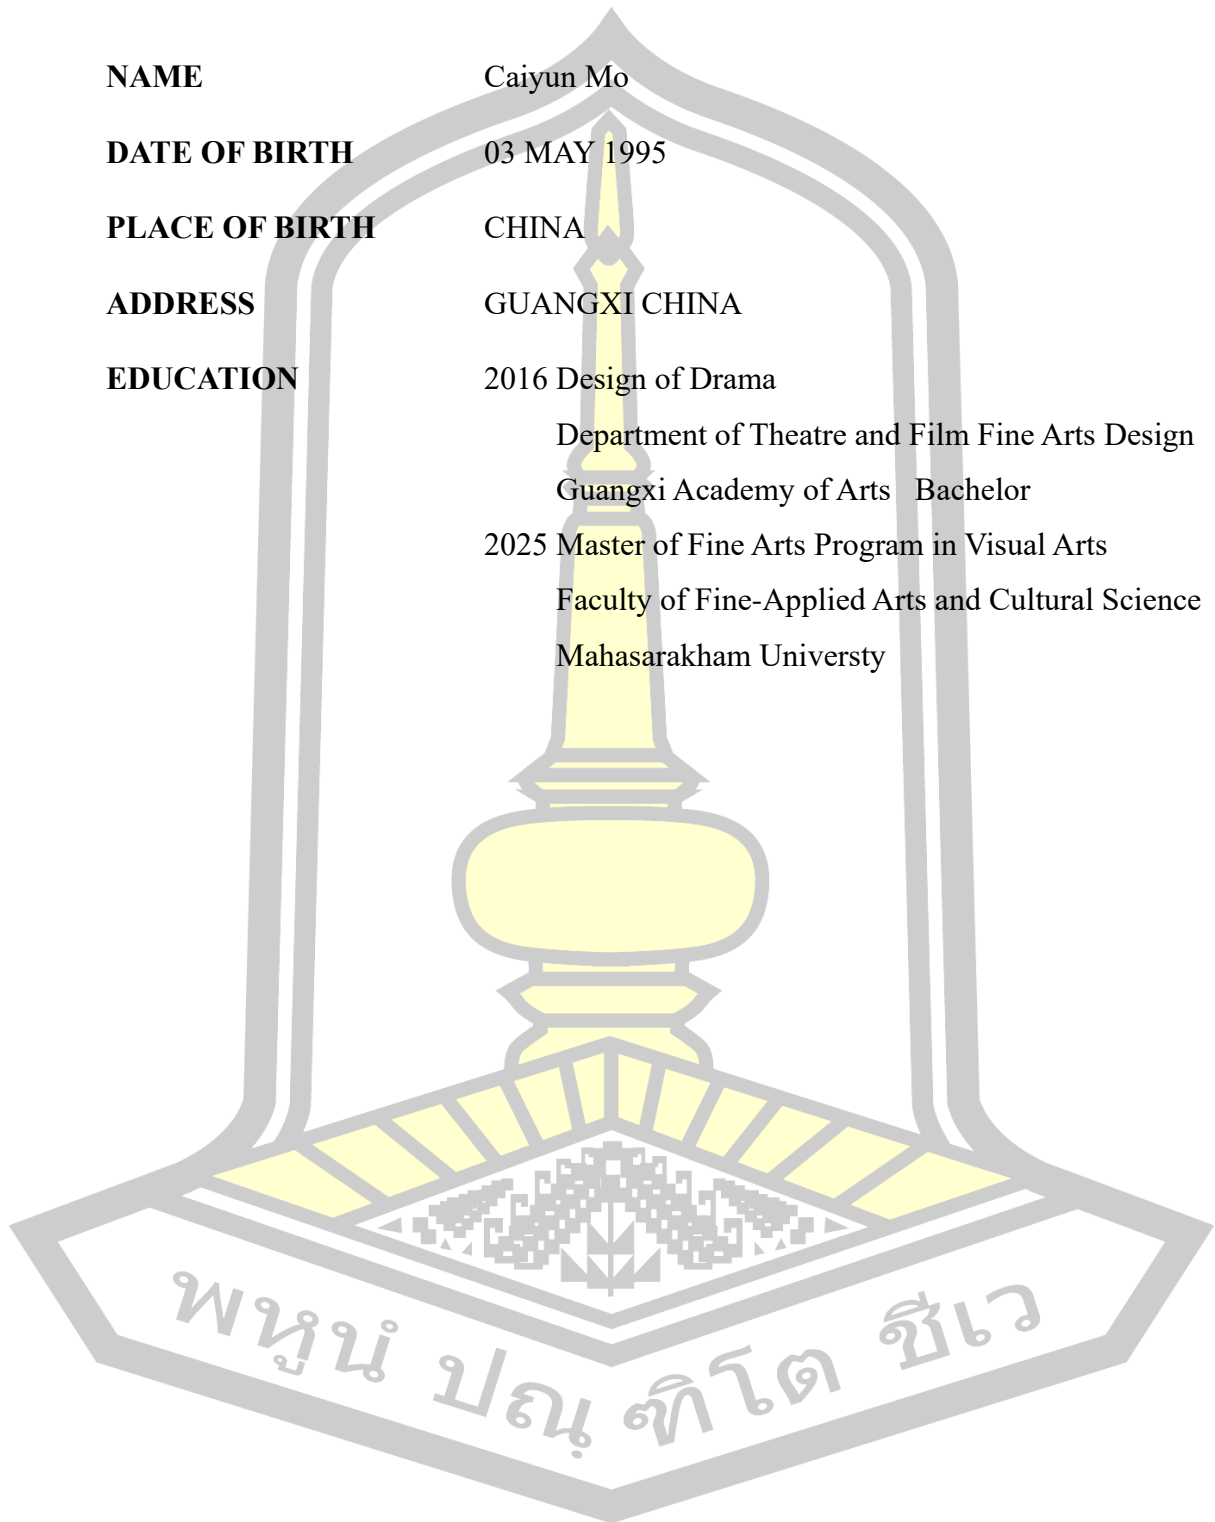 NAME Caiyun Mo
DATE OF BIRTH 03 MAY 1995
PLACE OF BIRTH CHINA
ADDRESS GUANGXI CHINA
EDUCATION 2016 Design of Drama
Department of Theatre and Film Fine Arts Design
Guangxi Academy of Arts Bachelor
2025 Master of Fine Arts Program in Visual Arts
Faculty of Fine-Applied Arts and Cultural Science
Mahasarakham Universty
พหูนํ ปณฺ ฑิโต ชีเว